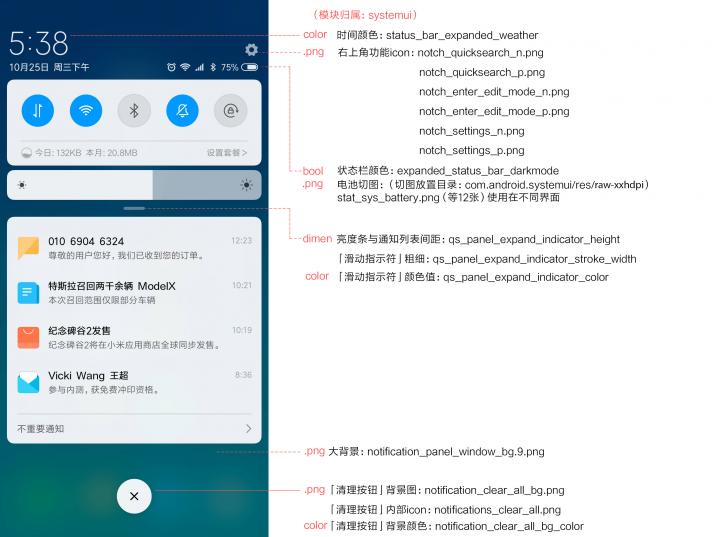 （模块归属: systemui）
5:38
10月25日 周三下午
75%
今日: 132KB 本月: 20.8MB
设置套餐 >
010 6904 6324
12:23
尊敬的用户您好, 我们已收到您的订单。
特斯拉召回两千余辆 ModelX
10:21
本次召回范围仅限部分车辆
纪念碑谷2发售
10:19
纪念碑谷2将在小米应用商店全球同步发售。
Vicki Wang 王超
8:36
参与内测, 获免费冲印资格。
不重要通知
color 时间颜色: status_bar_expanded_weather
.png 右上角功能icon: notch_quicksearch_n.png
notch_quicksearch_p.png
notch_enter_edit_mode_n.png
notch_enter_edit_mode_p.png
notch_settings_n.png
notch_settings_p.png
bool 状态栏颜色: expanded_status_bar_darkmode
.png 电池切图:（切图放置目录: com.android.systemui/res/raw-xxhdpi）
stat_sys_battery.png (等12张) 使用在不同界面
dimen 亮度条与通知列表间距: qs_panel_expand_indicator_height
「滑动指示符」粗细: qs_panel_expand_indicator_stroke_width
color 「滑动指示符」颜色值: qs_panel_expand_indicator_color
.png 大背景: notification_panel_window_bg.9.png
.png 「清理按钮」背景图: notification_clear_all_bg.png
「清理按钮」内部icon: notifications_clear_all.png
color 「清理按钮」背景颜色: notification_clear_all_bg_color